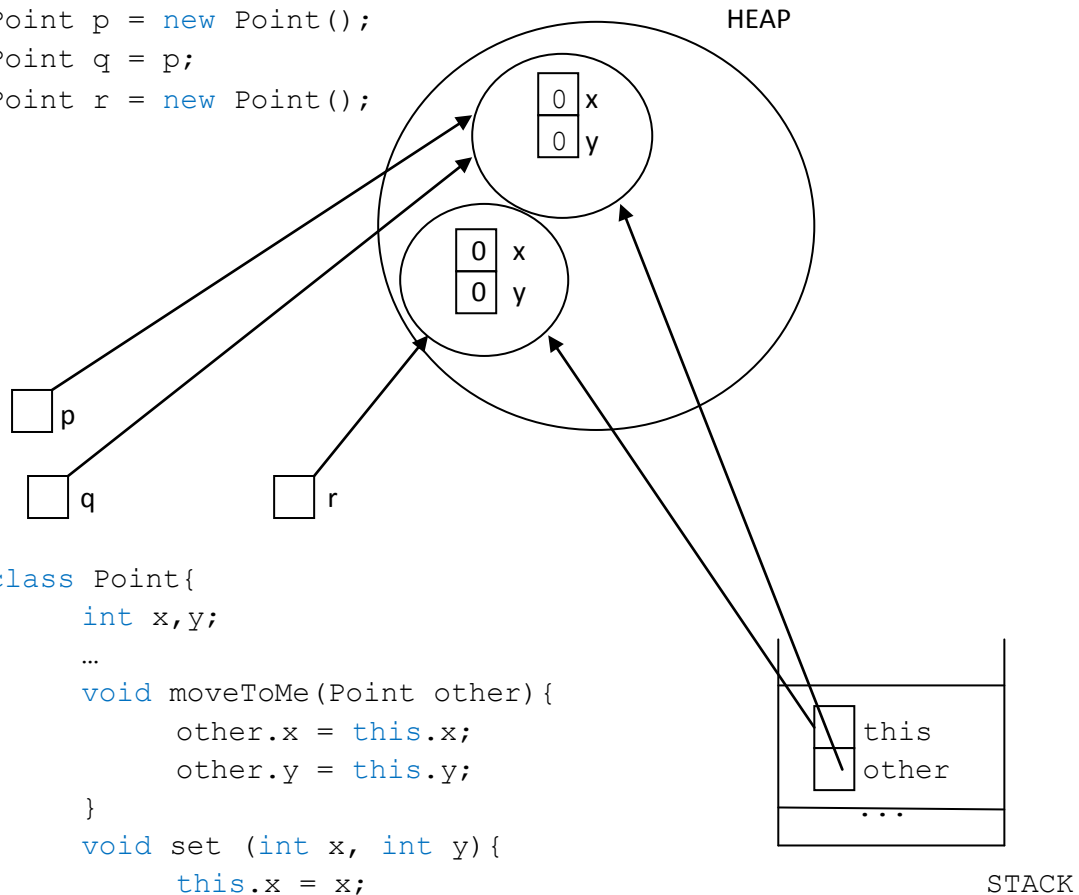 Point p = new Point();
HEAP
Point q = p;
Point r = new Point();
0 x
0 y
0 x
0 y
p
q
r
class Point{
int x,y;
…
void moveToMe(Point other){
other.x = this.x;
other.y = this.y;
}
void set (int x, int y){
this.x = x;
this
other
...
STACK